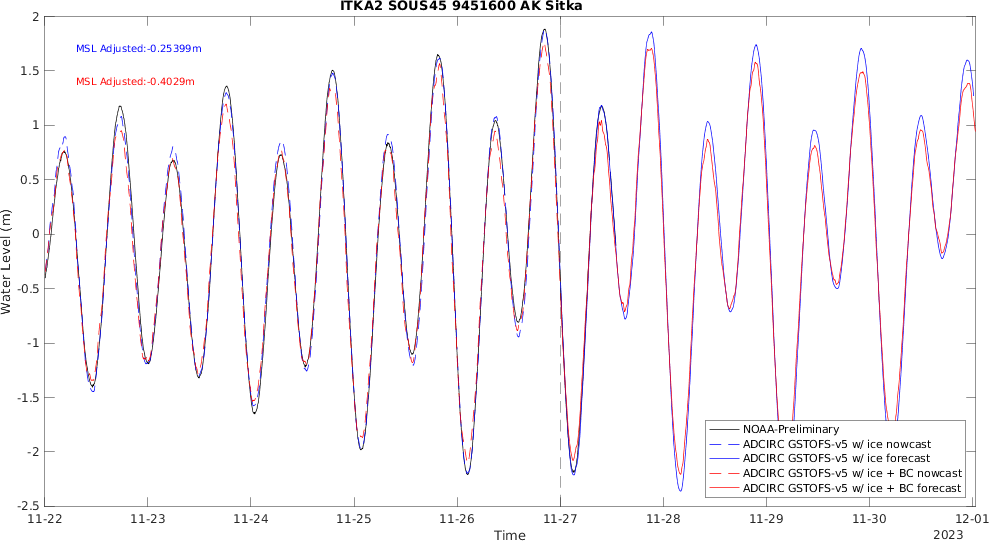 ITKA2 SOUS45 9451600 AK Sitka
MSL Adjusted:-0.25399m
MSL Adjusted:-0.4029m
Water Level (m)
2
1.5
1
0.5
0
-0.5
-1
-1.5
-2
-2.5
NOAA-Preliminary
ADCIRC GSTOFS-v5 w/ ice nowcast
ADCIRC GSTOFS-v5 w/ ice forecast
ADCIRC GSTOFS-v5 w/ ice + BC nowcast
ADCIRC GSTOFS-v5 w/ ice + BC forecast
11-22 11-23 11-24 11-25 11-26 11-27 11-28 11-29 11-30 12-01
Time
2023